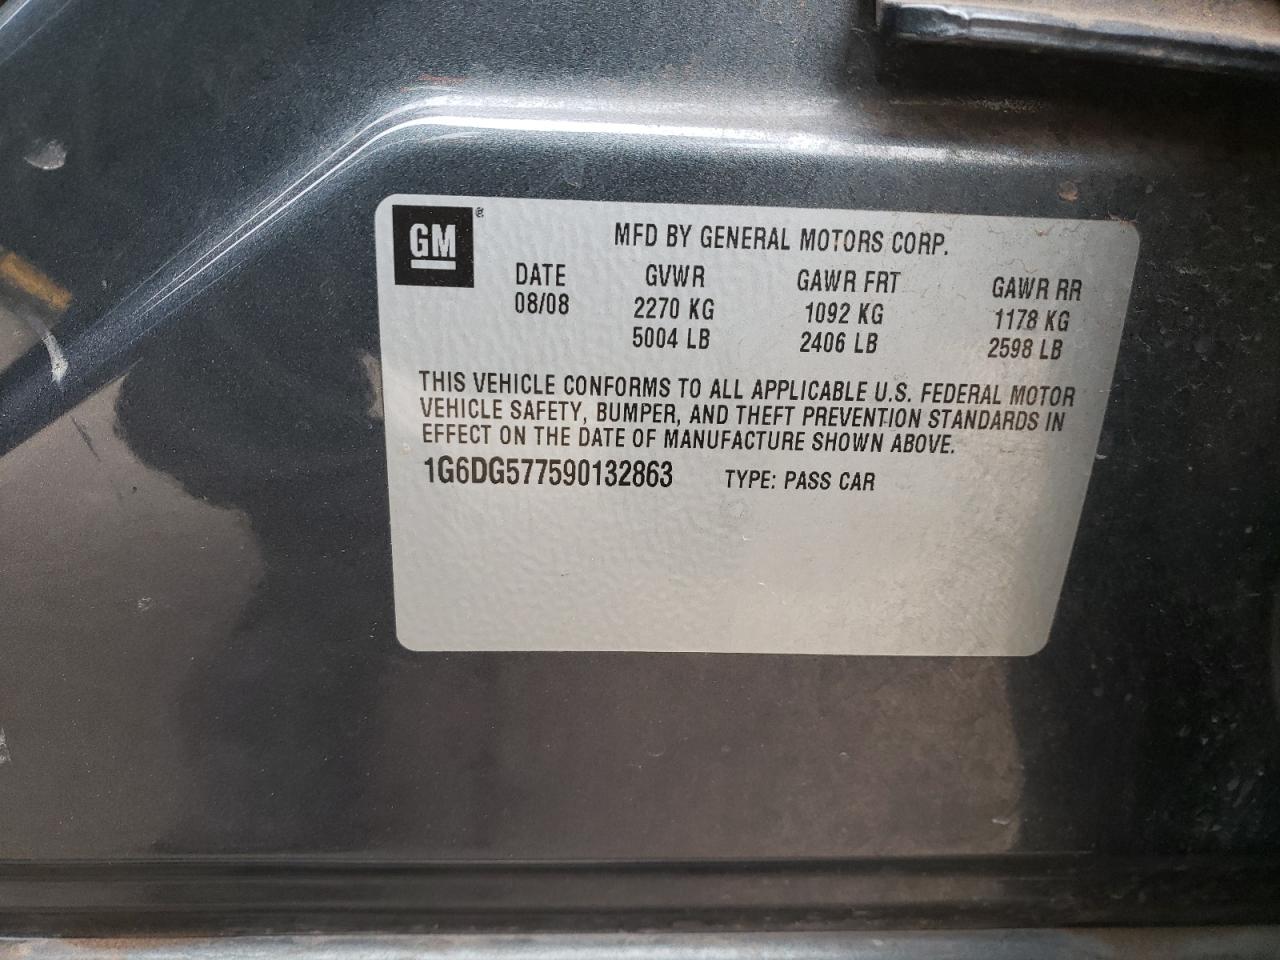 GM®
MFD BY GENERAL MOTORS CORP.
DATE GVWR GAWR FRT GAWR RR
08/08 2270 KG 1092 KG 1178 KG
5004 LB 2406 LB 2598 LB
THIS VEHICLE CONFORMS TO ALL APPLICABLE U.S. FEDERAL MOTOR
VEHICLE SAFETY, BUMPER, AND THEFT PREVENTION STANDARDS IN
EFFECT ON THE DATE OF MANUFACTURE SHOWN ABOVE.
1G6DG577590132863 TYPE: PASS CAR